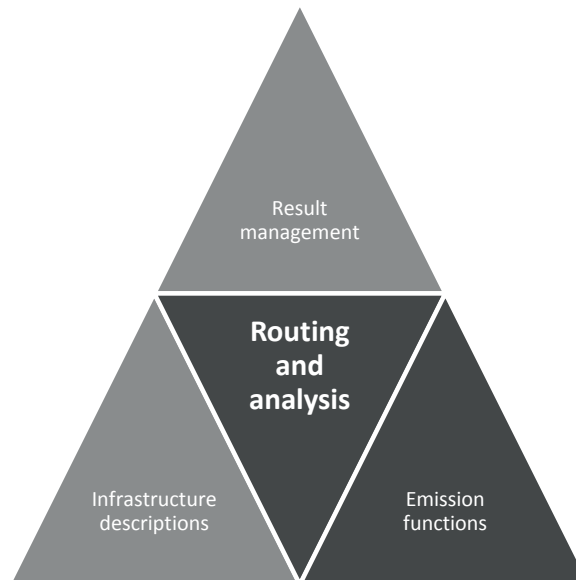 Result
management
Routing
and
analysis
Infrastructure
descriptions
Emission
functions